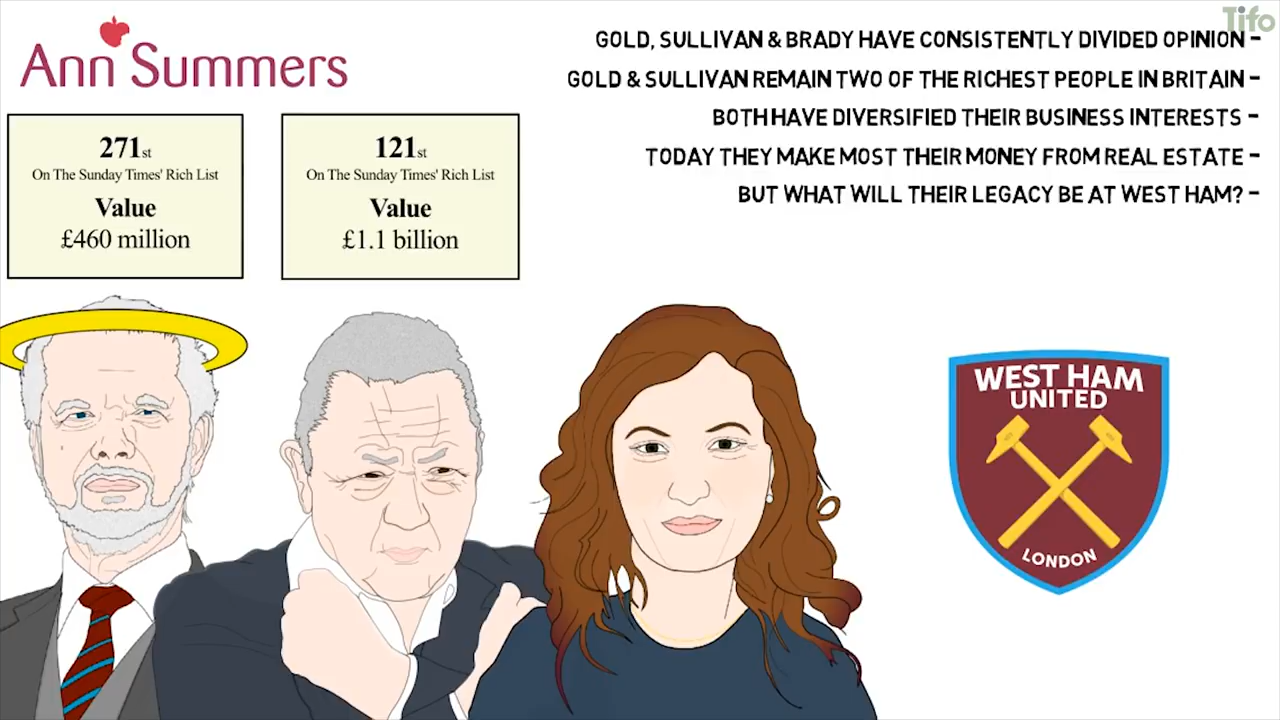 Tifo
Ann Summers
GOLD, SULLIVAN & BRADY HAVE CONSISTENTLY DIVIDED OPINION -
GOLD & SULLIVAN REMAIN TWO OF THE RICHEST PEOPLE IN BRITAIN -
BOTH HAVE DIVERSIFIED THEIR BUSINESS INTERESTS -
TODAY THEY MAKE MOST THEIR MONEY FROM REAL ESTATE -
BUT WHAT WILL THEIR LEGACY BE AT WEST HAM? -
271st
On The Sunday Times' Rich List
Value
£460 million
121st
On The Sunday Times' Rich List
Value
£1.1 billion
WEST HAM
UNITED
LONDON